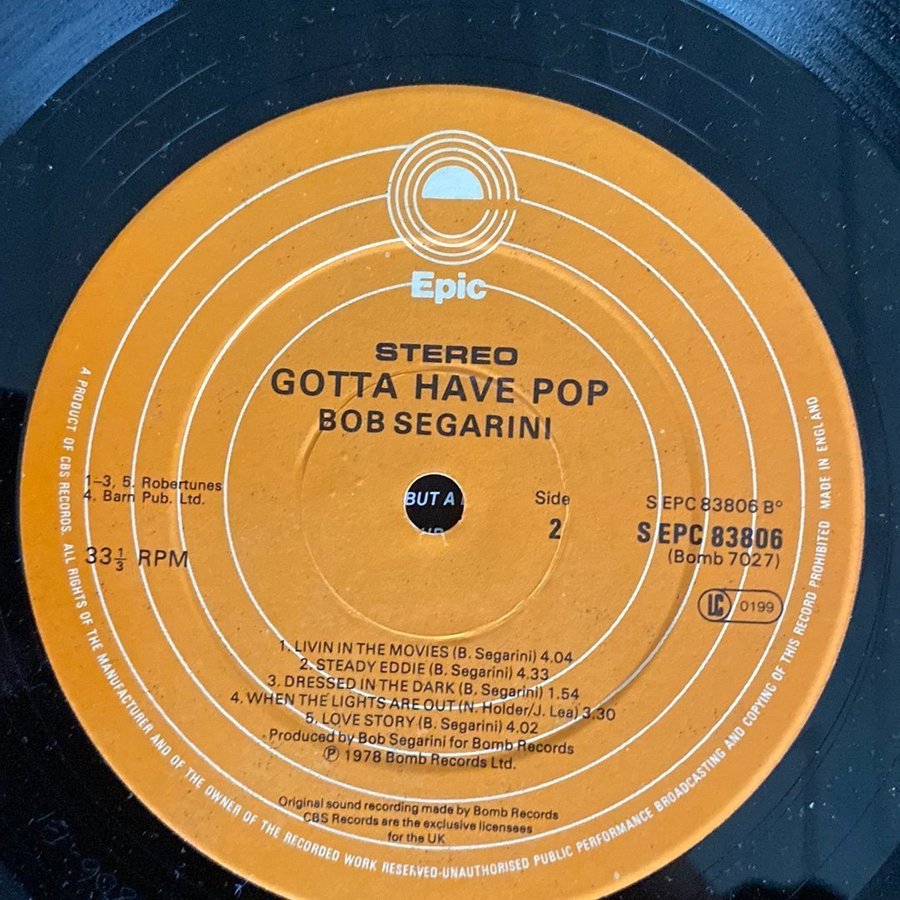 Epic
STEREO
GOTTA HAVE POP
BOB SEGARINI
1-3, 5. Robertunes
4. Barn Pub. Ltd.
33⅓ RPM
BUT A
Side
2
S EPC 83806 B°
S EPC 83806
(Bomb 7027)
LC 0199
1. LIVIN IN THE MOVIES (B. Segarini) 4.04
2. STEADY EDDIE (B. Segarini) 4.33
3. DRESSED IN THE DARK (B. Segarini) 1.54
4. WHEN THE LIGHTS ARE OUT (N. Holder/J. Lea) 3.30
5. LOVE STORY (B. Segarini) 4.02
Produced by Bob Segarini for Bomb Records
℗ 1978 Bomb Records Ltd.
Original sound recording made by Bomb Records
CBS Records are the exclusive licensees
for the UK
A PRODUCT OF CBS RECORDS. ALL RIGHTS OF THE MANUFACTURER AND OF THE OWNER OF THE RECORDED WORK RESERVED-UNAUTHORISED PUBLIC PERFORMANCE BROADCASTING AND COPYING OF THIS RECORD PROHIBITED MADE IN ENGLAND